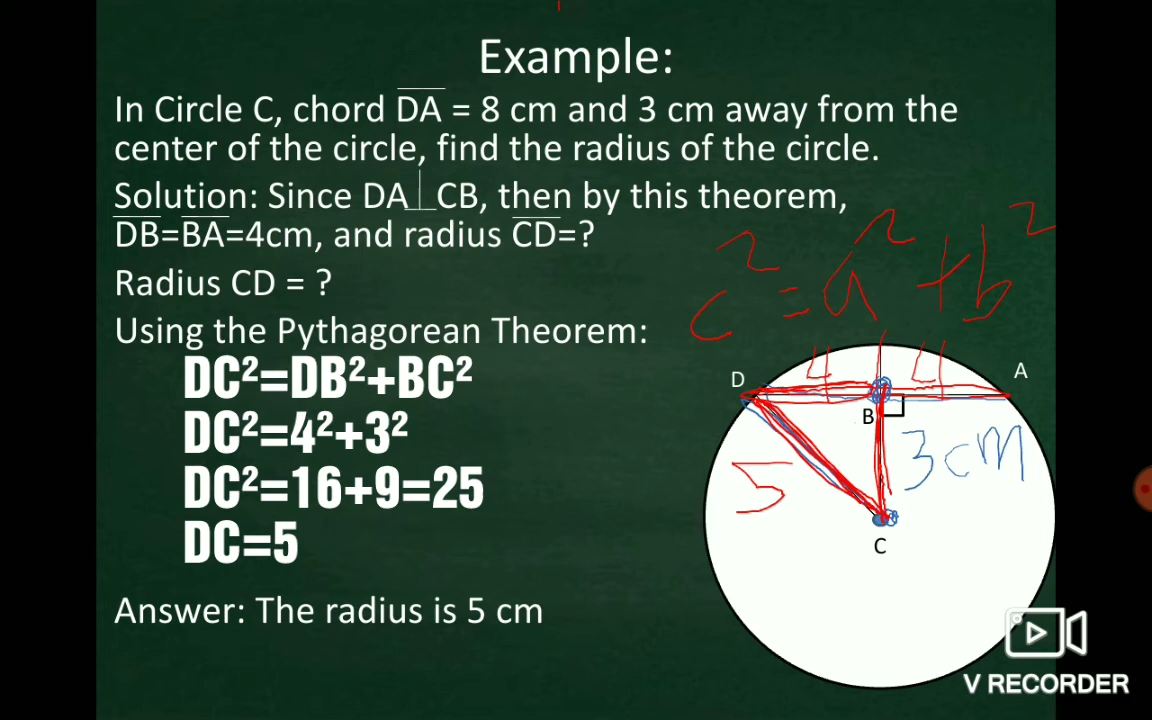 Example:
In Circle C, chord DA = 8 cm and 3 cm away from the
center of the circle, find the radius of the circle.
Solution: Since DA⊥CB, then by this theorem,
DB=BA=4cm, and radius CD=?
Radius CD = ?
Using the Pythagorean Theorem:
DC²=DB²+BC²
DC²=4²+3²
DC²=16+9=25
DC=5
Answer: The radius is 5 cm
c²=a²+b²
4 4
D A
B
3cm
5
C
V RECORDER